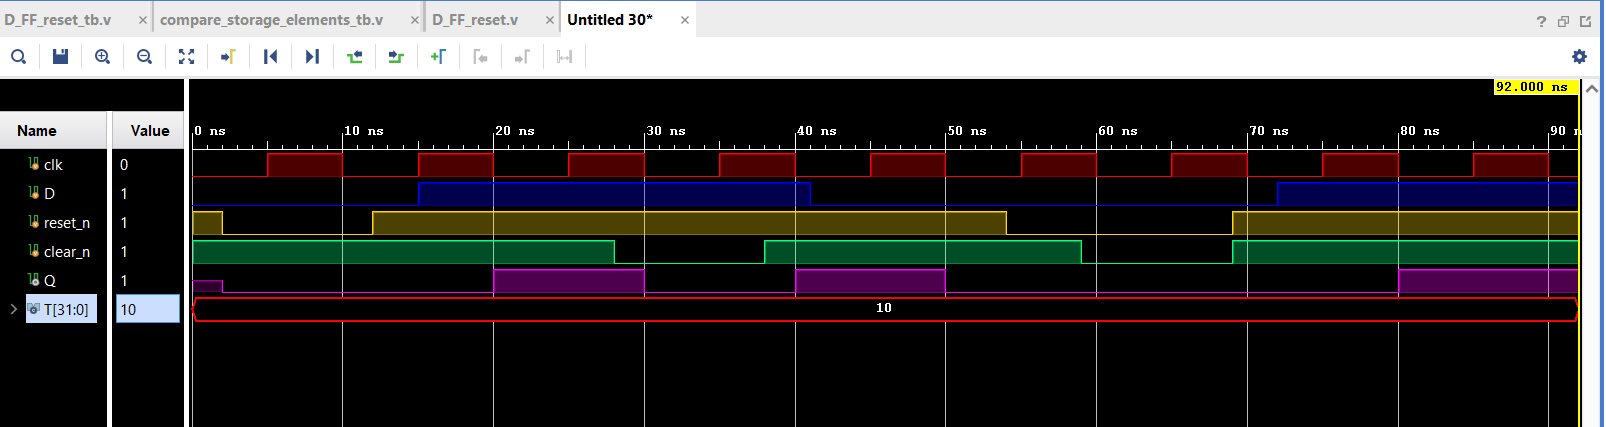 D_FF_reset_tb.v × compare_storage_elements_tb.v × D_FF_reset.v × Untitled 30* × ?
92.000 ns
Name Value 0 ns 10 ns 20 ns 30 ns 40 ns 50 ns 60 ns 70 ns 80 ns 90 n
clk 0
D 1
reset_n 1
clear_n 1
Q 1
T[31:0] 10 10